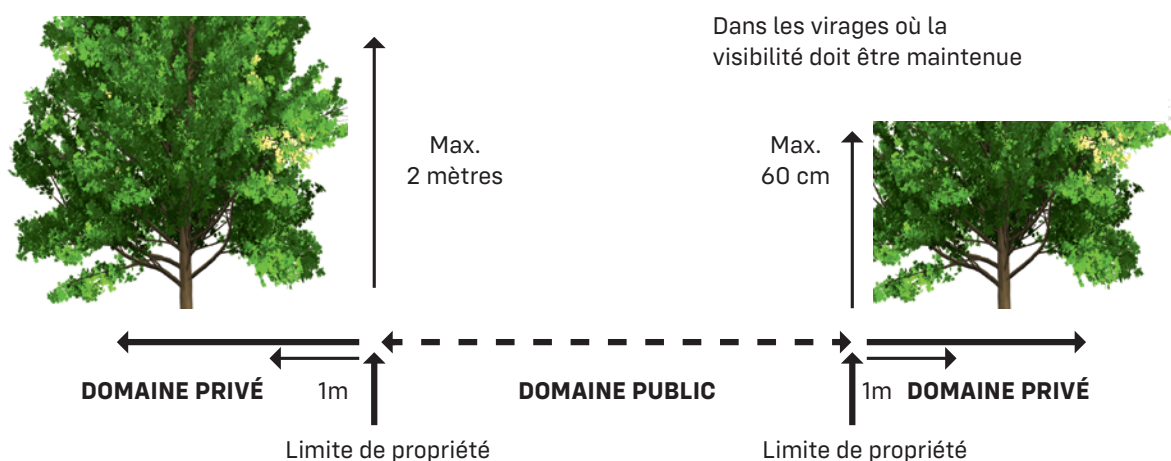 Dans les virages où la
visibilité doit être maintenue
Max.
2 mètres
Max.
60 cm
DOMAINE PRIVÉ
1m
DOMAINE PUBLIC
1m
DOMAINE PRIVÉ
Limite de propriété
Limite de propriété